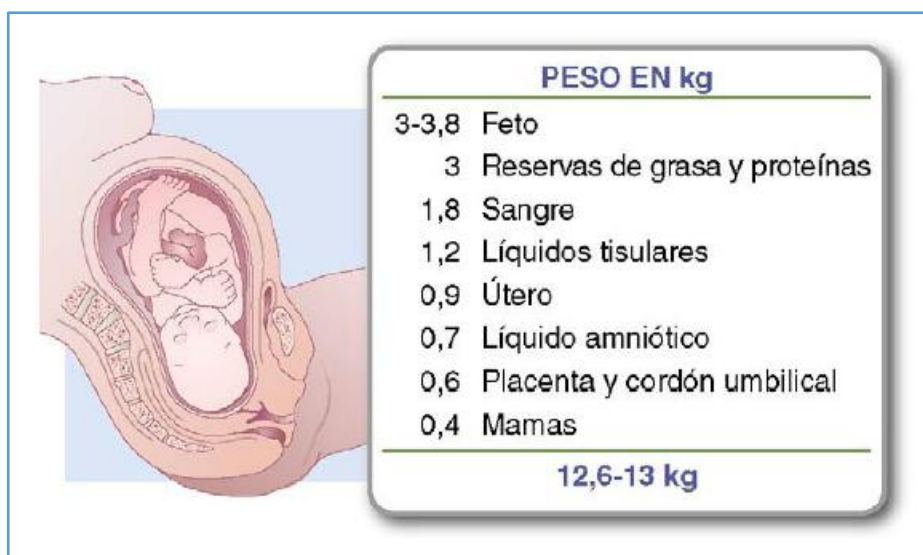 PESO EN kg
3-3,8 Feto
3 Reservas de grasa y proteínas
1,8 Sangre
1,2 Líquidos tisulares
0,9 Útero
0,7 Líquido amniótico
0,6 Placenta y cordón umbilical
0,4 Mamas
12,6-13 kg